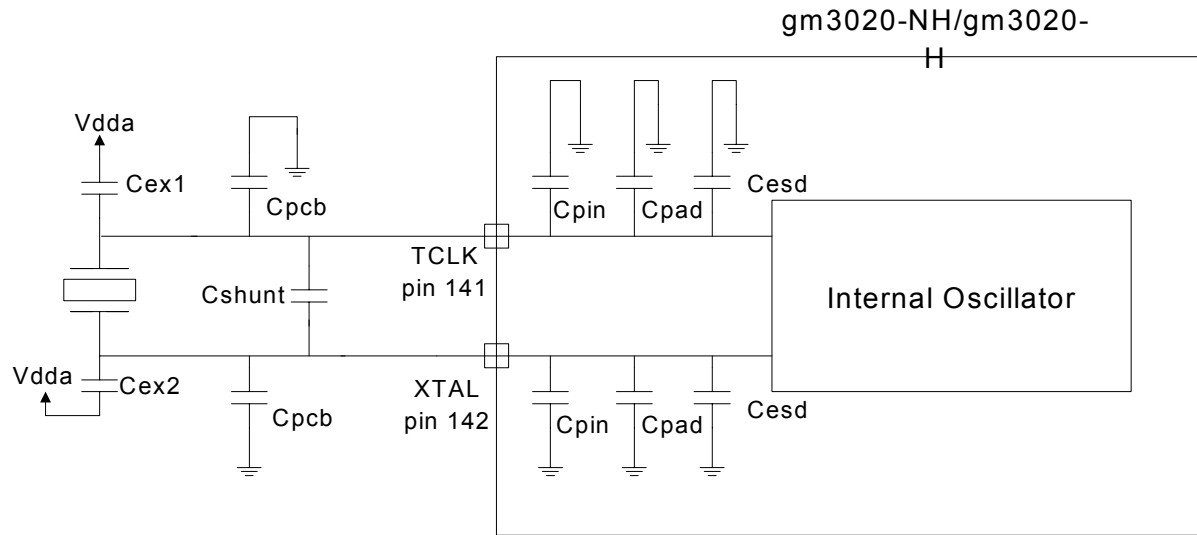 gm3020-NH/gm3020-
H
Vdda
Cex1
Cpcb
Cpin
Cpad
Cesd
TCLK
pin 141
Cshunt
Internal Oscillator
Vdda
Cex2
Cpcb
XTAL
pin 142
Cpin
Cpad
Cesd